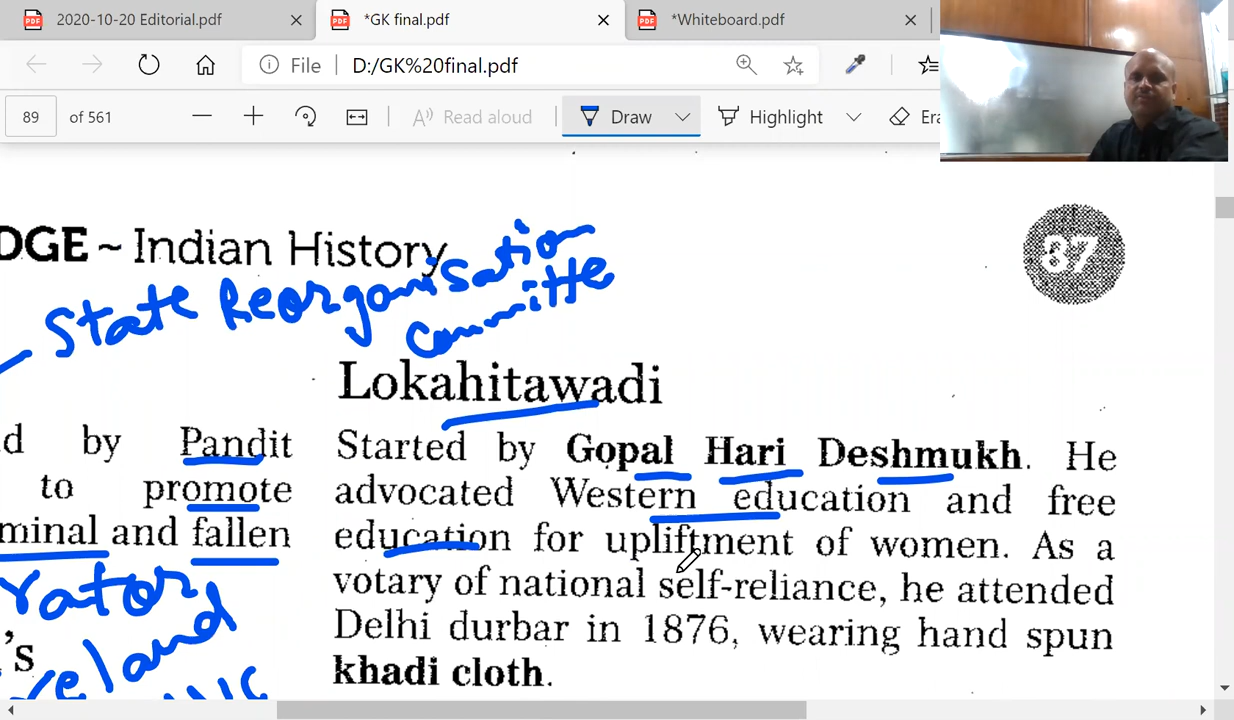 2020-10-20 Editorial.pdf
*GK final.pdf
*Whiteboard.pdf
File D:/GK%20final.pdf
89 of 561
Read aloud
Draw
Highlight
Era
DGE ~ Indian History
37
State Reorganisation
Committe
d by Pandit
to promote
minal and fallen
rator
reland
's
Lokahitawadi
Started by Gopal Hari Deshmukh. He
advocated Western education and free
education for upliftment of women. As a
votary of national self-reliance, he attended
Delhi durbar in 1876, wearing hand spun
khadi cloth.